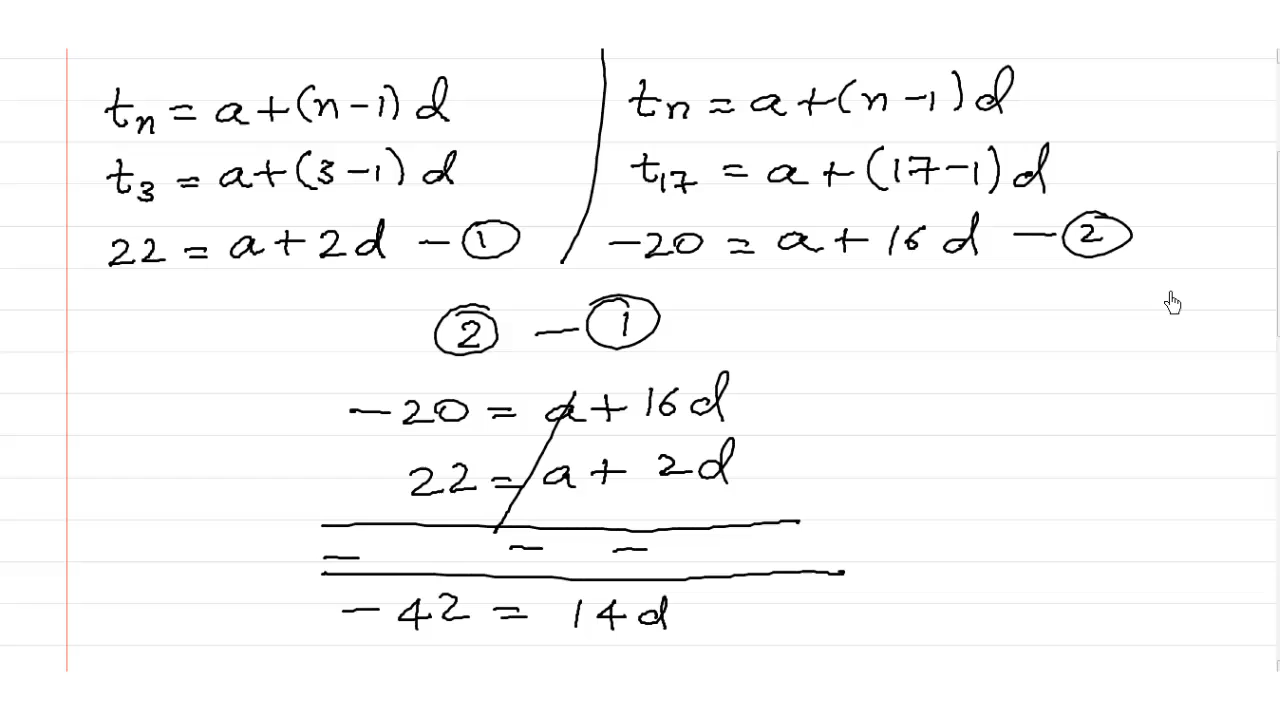 tn = a+(n-1)d
t3 = a+(3-1)d
22 = a+2d - ①
tn = a+(n-1)d
t17 = a+(17-1)d
-20 = a+16d - ②
② - ①
-20 = a+16d
22 = a+ 2d
- - -
-42 = 14d